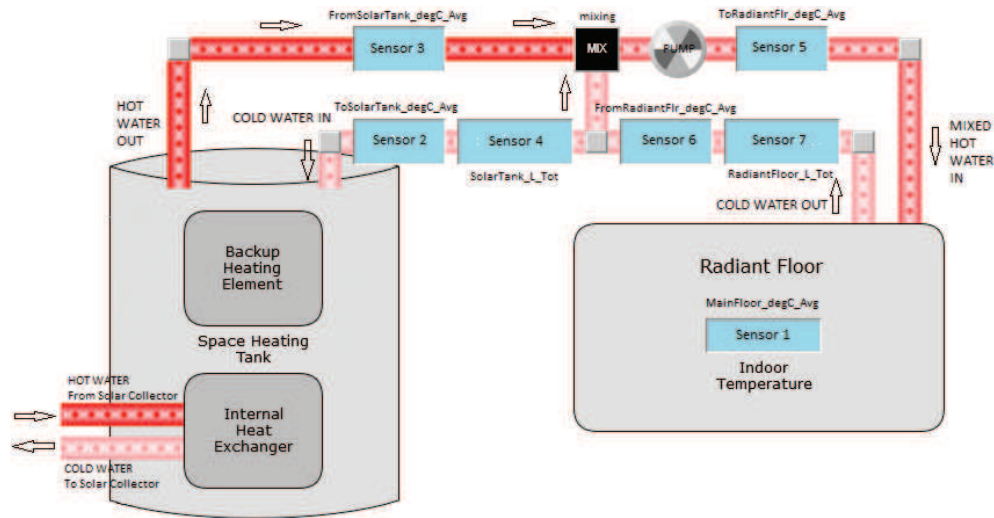 FromSolarTank_degC_Avg
mixing
ToRadiantFlr_degC_Avg
Sensor 3
MIX
PUMP
Sensor 5
HOT
WATER
OUT
COLD WATER IN
ToSolarTank_degC_Avg
FromRadiantFlr_degC_Avg
MIXED
HOT
WATER
IN
Sensor 2
Sensor 4
Sensor 6
Sensor 7
SolarTank_L_Tot
RadiantFloor_L_Tot
COLD WATER OUT
Backup
Heating
Element
Radiant Floor
MainFloor_degC_Avg
Sensor 1
Indoor
Temperature
Space Heating
Tank
HOT WATER
From Solar Collector
Internal
Heat
Exchanger
COLD WATER
To Solar Collector